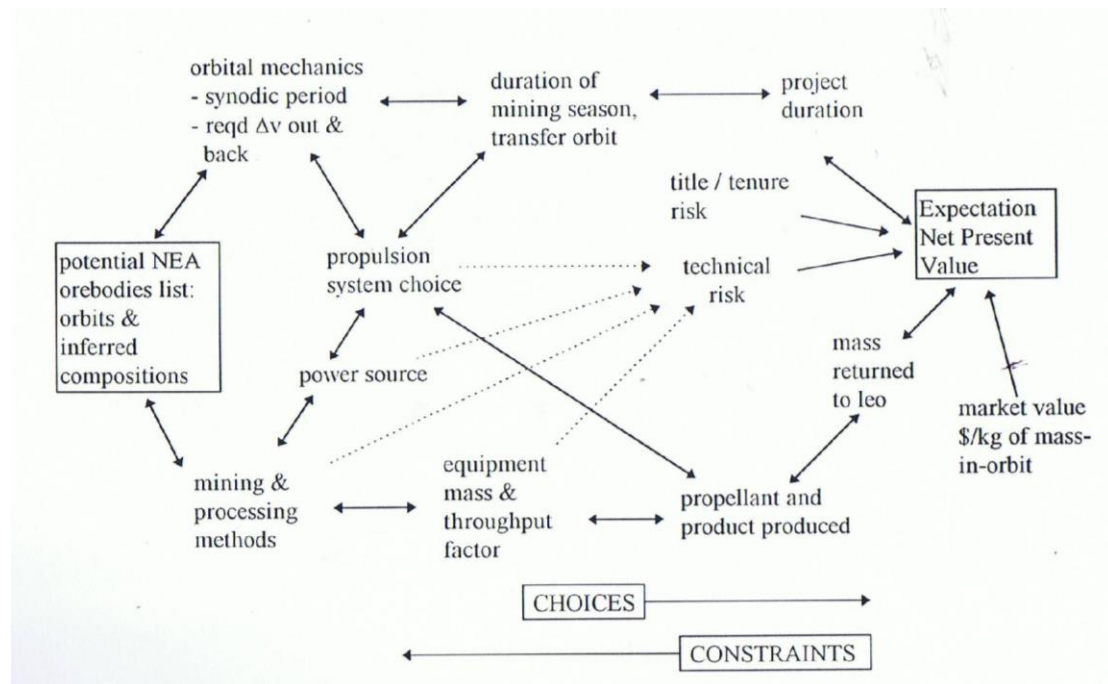 orbital mechanics
- synodic period
- reqd Δv out &
back
duration of
mining season,
transfer orbit
project
duration
title / tenure
risk
Expectation
Net Present
Value
potential NEA
orebodies list:
orbits &
inferred
compositions
propulsion
system choice
technical
risk
power source
mass
returned
to leo
market value
$/kg of mass-
in-orbit
mining &
processing
methods
equipment
mass &
throughput
factor
propellant and
product produced
CHOICES
CONSTRAINTS